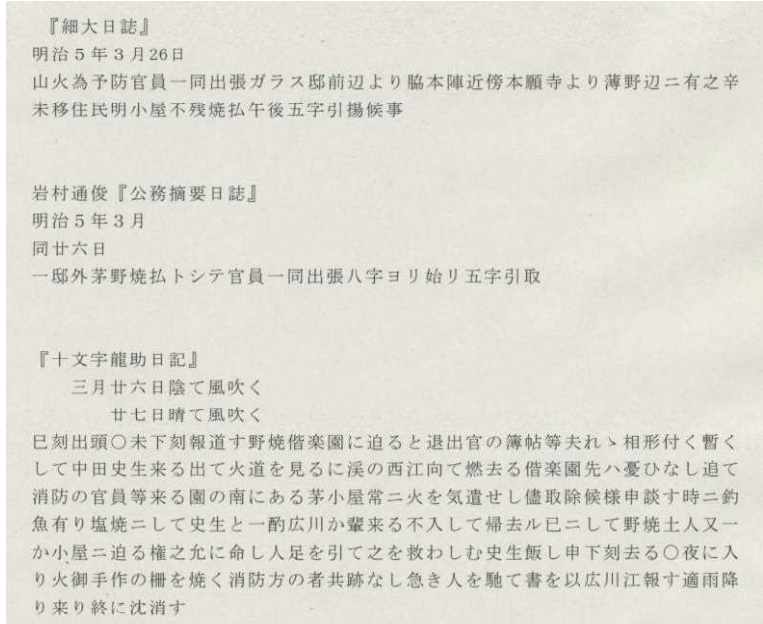 『細大日誌』
明治５年３月26日
山火為予防官員一同出張ガラス邸前辺より脇本陣近傍本願寺より薄野辺ニ有之辛
未移住民明小屋不残焼払午後五字引揚候事
岩村通俊『公務摘要日誌』
明治５年３月
同廿六日
一邸外茅野焼払トシテ官員一同出張八字ヨリ始リ五字引取
『十文字龍助日記』
三月廿六日陰て風吹く
廿七日晴て風吹く
巳刻出頭〇未下刻報道す野焼偕楽園に迫ると退出官の簿帖等夫れゝ相形付く暫く
して中田史生来る出て火道を見るに渓の西江向て燃去る偕楽園先ハ憂ひなし追て
消防の官員等来る園の南にある茅小屋常ニ火を気遣せし儘取除候様申談す時ニ釣
魚有り塩焼ニして史生と一酌広川か輩来る不入して帰去ル已ニして野焼士人又一
か小屋ニ迫る権之允に命し人足を引て之を救わしむ史生飯し申下刻去る〇夜に入
り火御手作の柵を焼く消防方の者共跡なし急き人を馳て書を以広川江報す適雨降
り来り終に沈消す